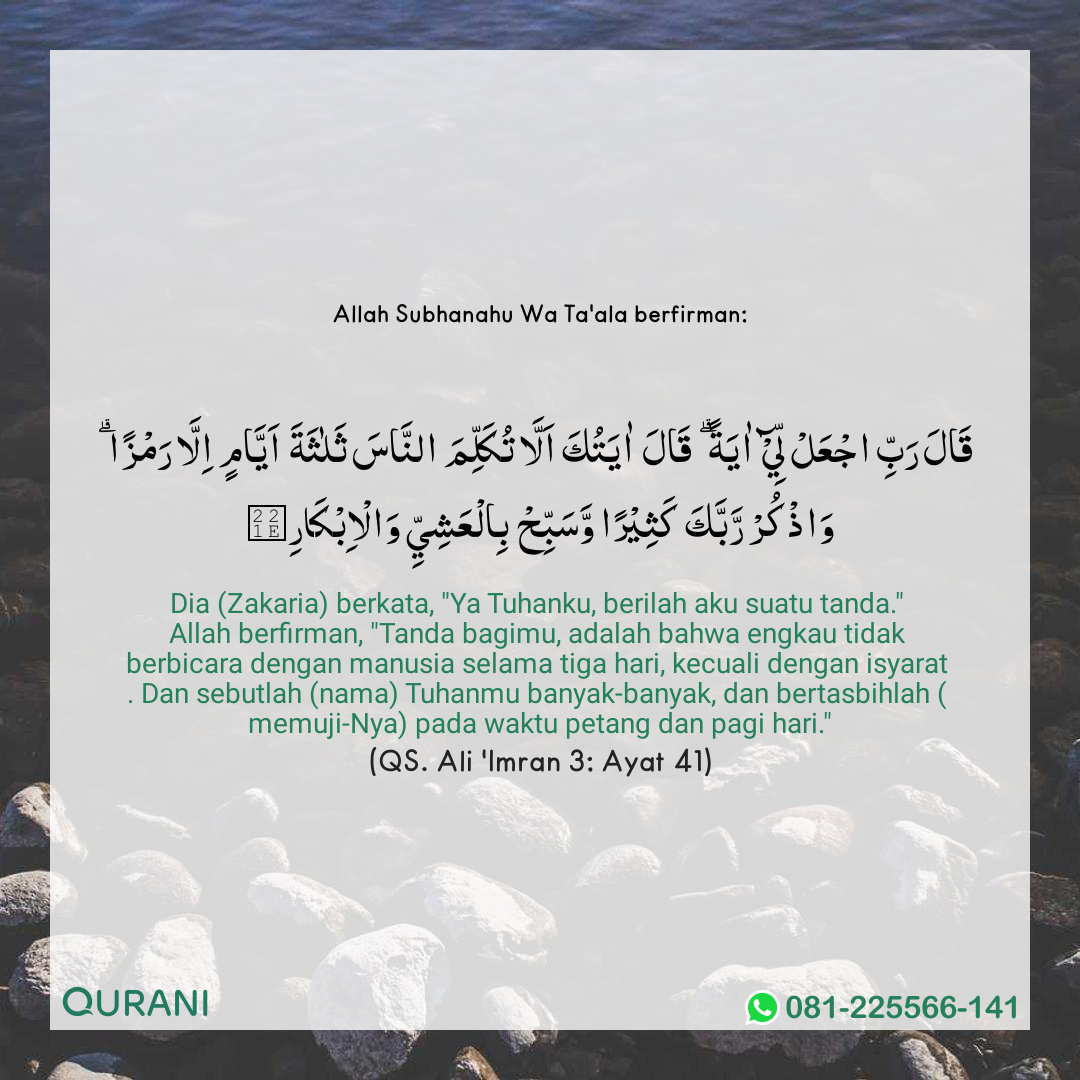 Allah Subhanahu Wa Ta'ala berfirman:
قَالَ رَبِّ اجْعَلْ لِّيْٓ اٰيَةً ۗ قَالَ اٰيَتُكَ اَلَّا تُكَلِّمَ النَّاسَ ثَلٰثَةَ اَيَّامٍ اِلَّا رَمْزًا ۗ
وَاذْكُرْ رَّبَّكَ كَثِيْرًا وَّسَبِّحْ بِالْعَشِيِّ وَالْاِبْكَارِ
Dia (Zakaria) berkata, "Ya Tuhanku, berilah aku suatu tanda."
Allah berfirman, "Tanda bagimu, adalah bahwa engkau tidak
berbicara dengan manusia selama tiga hari, kecuali dengan isyarat
. Dan sebutlah (nama) Tuhanmu banyak-banyak, dan bertasbihlah (
memuji-Nya) pada waktu petang dan pagi hari."
(QS. Ali 'Imran 3: Ayat 41)
QURANI
081-225566-141